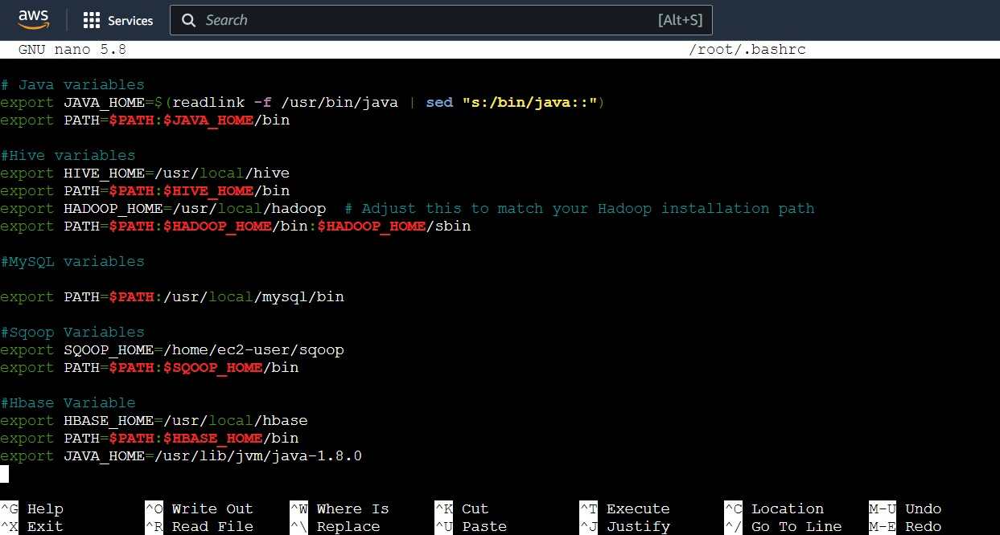 aws Services Search [Alt+S]
GNU nano 5.8 /root/.bashrc
# Java variables
export JAVA_HOME=$(readlink -f /usr/bin/java | sed "s:/bin/java::")
export PATH=$PATH:$JAVA_HOME/bin
#Hive variables
export HIVE_HOME=/usr/local/hive
export PATH=$PATH:$HIVE_HOME/bin
export HADOOP_HOME=/usr/local/hadoop  # Adjust this to match your Hadoop installation path
export PATH=$PATH:$HADOOP_HOME/bin:$HADOOP_HOME/sbin
#MySQL variables
export PATH=$PATH:/usr/local/mysql/bin
#Sqoop Variables
export SQOOP_HOME=/home/ec2-user/sqoop
export PATH=$PATH:$SQOOP_HOME/bin
#Hbase Variable
export HBASE_HOME=/usr/local/hbase
export PATH=$PATH:$HBASE_HOME/bin
export JAVA_HOME=/usr/lib/jvm/java-1.8.0
^G Help ^O Write Out ^W Where Is ^K Cut ^T Execute ^C Location M-U Undo
^X Exit ^R Read File ^\ Replace ^U Paste ^J Justify ^/ Go To Line M-E Redo